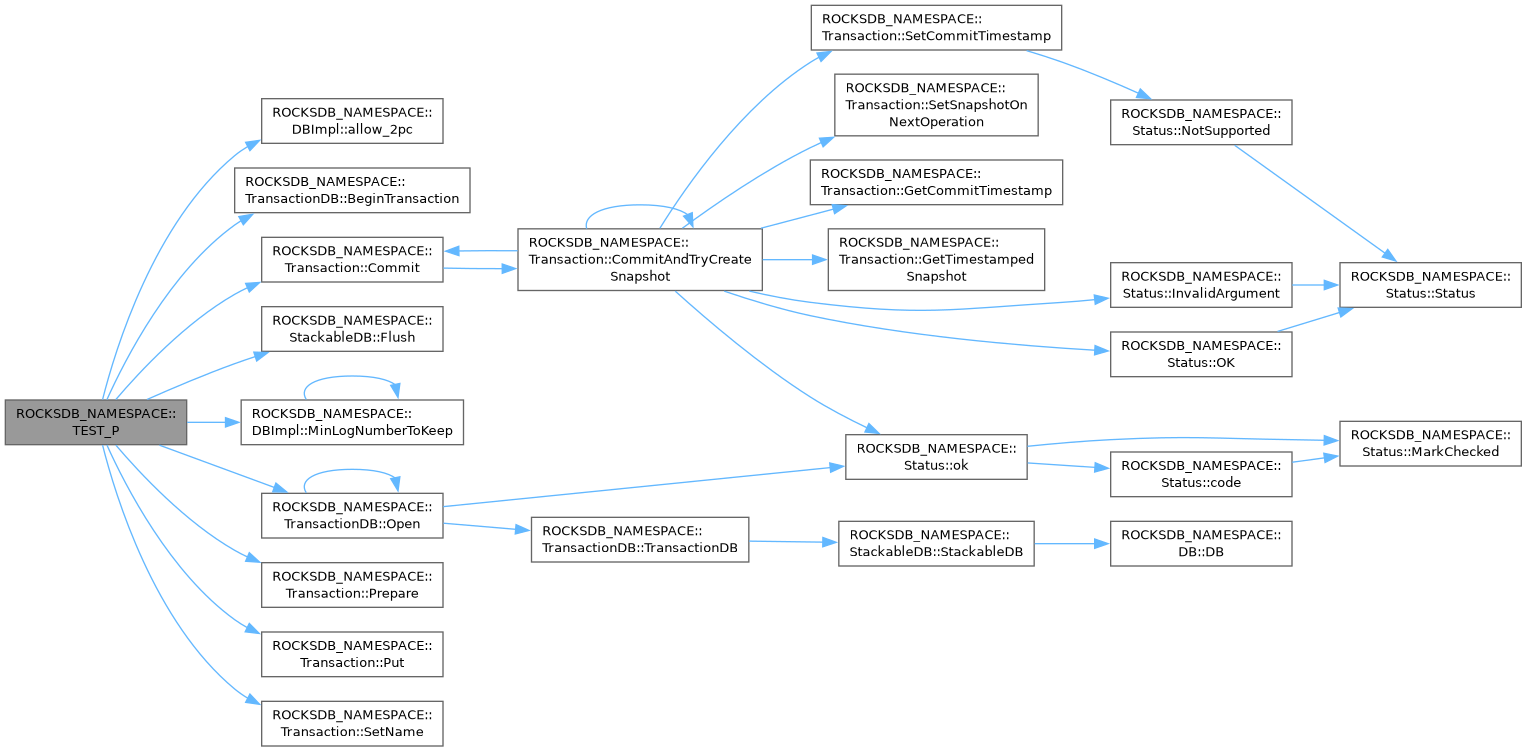 ROCKSDB_NAMESPACE::
TEST_P
ROCKSDB_NAMESPACE::
DBImpl::allow_2pc
ROCKSDB_NAMESPACE::
TransactionDB::BeginTransaction
ROCKSDB_NAMESPACE::
Transaction::Commit
ROCKSDB_NAMESPACE::
StackableDB::Flush
ROCKSDB_NAMESPACE::
DBImpl::MinLogNumberToKeep
ROCKSDB_NAMESPACE::
TransactionDB::Open
ROCKSDB_NAMESPACE::
Transaction::Prepare
ROCKSDB_NAMESPACE::
Transaction::Put
ROCKSDB_NAMESPACE::
Transaction::SetName
ROCKSDB_NAMESPACE::
Transaction::CommitAndTryCreate
Snapshot
ROCKSDB_NAMESPACE::
TransactionDB::TransactionDB
ROCKSDB_NAMESPACE::
Transaction::SetCommitTimestamp
ROCKSDB_NAMESPACE::
Transaction::SetSnapshotOn
NextOperation
ROCKSDB_NAMESPACE::
Transaction::GetCommitTimestamp
ROCKSDB_NAMESPACE::
Transaction::GetTimestamped
Snapshot
ROCKSDB_NAMESPACE::
Status::ok
ROCKSDB_NAMESPACE::
StackableDB::StackableDB
ROCKSDB_NAMESPACE::
Status::NotSupported
ROCKSDB_NAMESPACE::
Status::InvalidArgument
ROCKSDB_NAMESPACE::
Status::OK
ROCKSDB_NAMESPACE::
Status::code
ROCKSDB_NAMESPACE::
DB::DB
ROCKSDB_NAMESPACE::
Status::Status
ROCKSDB_NAMESPACE::
Status::MarkChecked